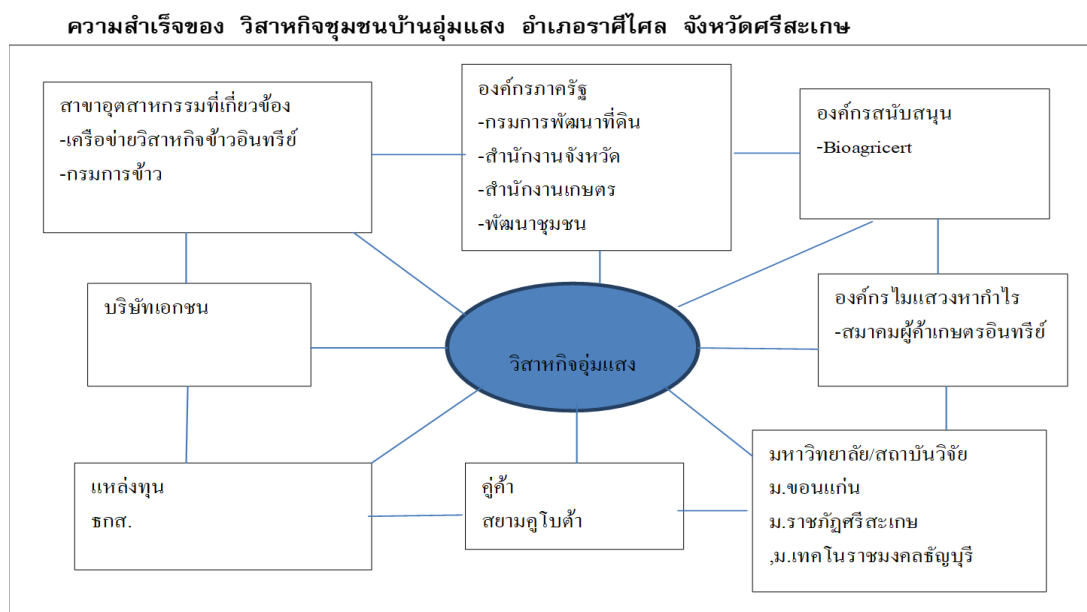 ความสำเร็จของ วิสาหกิจชุมชนบ้านอุ่มแสง อำเภอราศีไศล จังหวัดศรีสะเกษ
สาขาอุตสาหกรรมที่เกี่ยวข้อง
-เครือข่ายวิสาหกิจข้าวอินทรีย์
-กรมการข้าว
องค์กรภาครัฐ
-กรมการพัฒนาที่ดิน
-สำนักงานจังหวัด
-สำนักงานเกษตร
-พัฒนาชุมชน
องค์กรสนับสนุน
-Bioagricert
บริษัทเอกชน
วิสาหกิจอุ่มแสง
องค์กรไมแสวงหากำไร
-สมาคมผู้ค้าเกษตรอินทรีย์
แหล่งทุน
ธกส.
คู่ค้า
สยามคูโบต้า
มหาวิทยาลัย/สถาบันวิจัย
ม.ขอนแก่น
ม.ราชภัฏศรีสะเกษ
,ม.เทคโนราชมงคลธัญบุรี